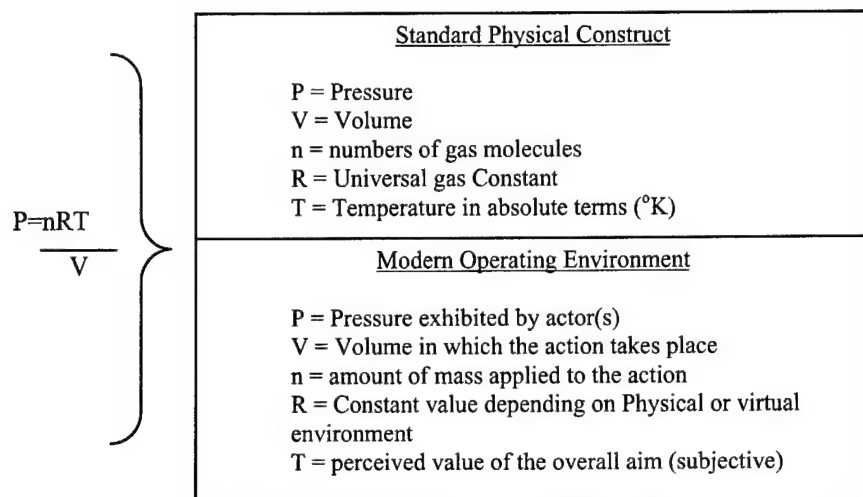 P=nRT
V
Standard Physical Construct
P = Pressure
V = Volume
n = numbers of gas molecules
R = Universal gas Constant
T = Temperature in absolute terms (°K)
Modern Operating Environment
P = Pressure exhibited by actor(s)
V = Volume in which the action takes place
n = amount of mass applied to the action
R = Constant value depending on Physical or virtual
environment
T = perceived value of the overall aim (subjective)